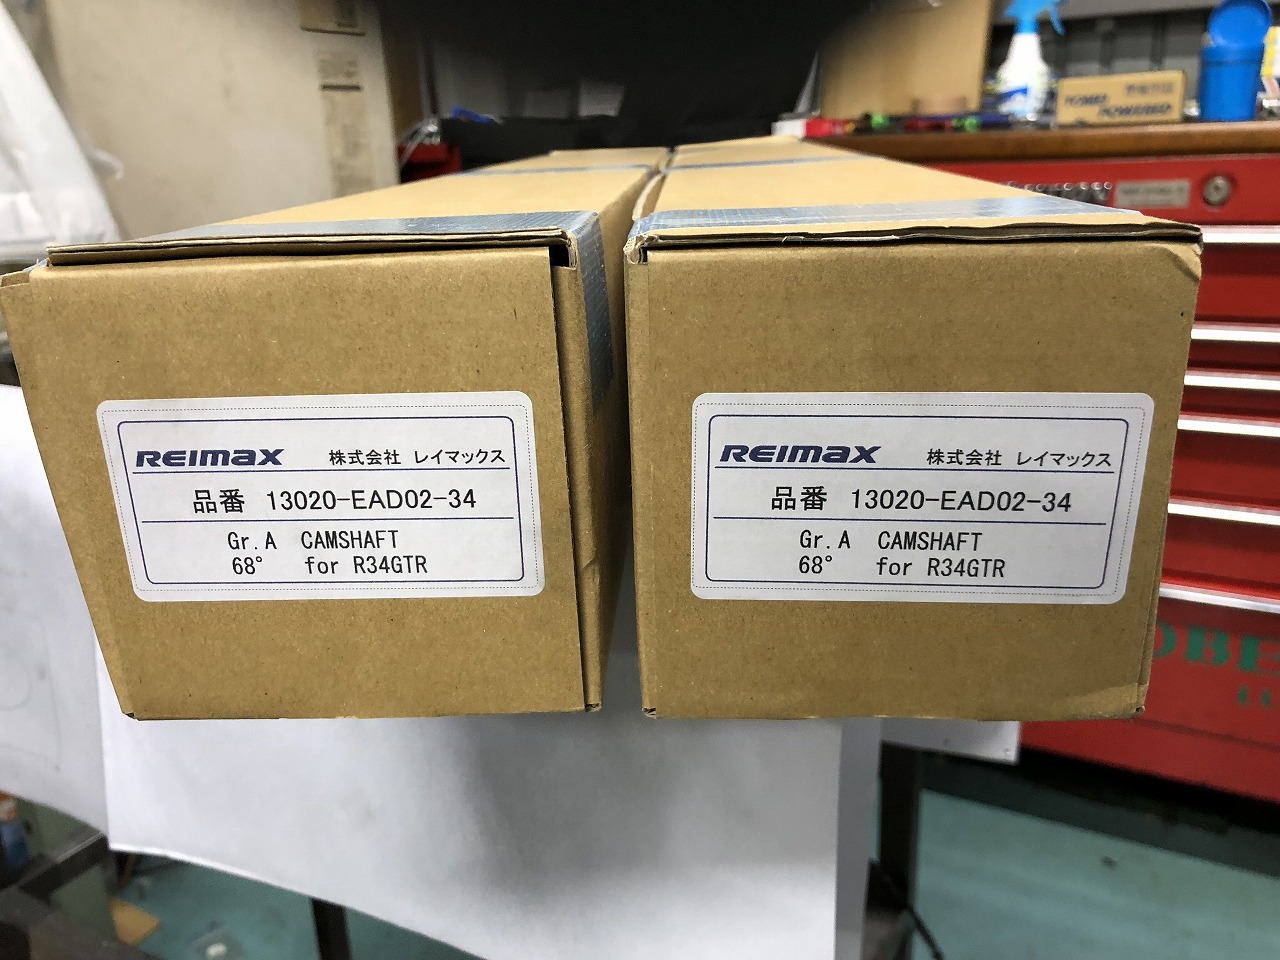 REIMAX 株式会社 レイマックス
品番 13020-EAD02-34
Gr.A CAMSHAFT
68° for R34GTR
REIMAX 株式会社 レイマックス
品番 13020-EAD02-34
Gr.A CAMSHAFT
68° for R34GTR